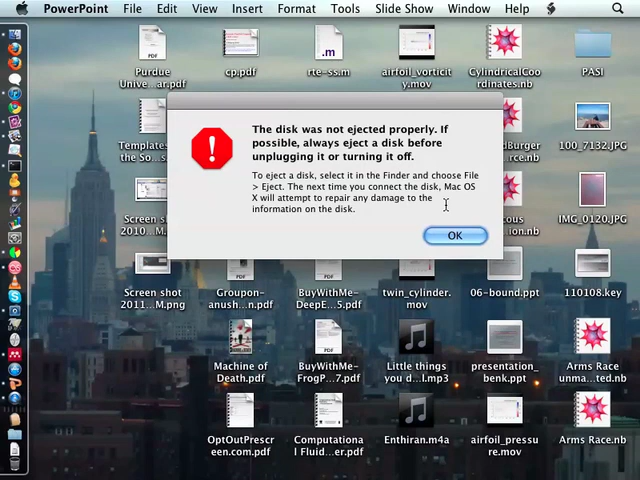 PowerPoint File Edit View Insert Format Tools Slide Show Window Help
Purdue
Unive...ar.pdf
cp.pdf
rte-ss.m
airfoil_vorticit
y.mov
CylindricalCoo
rdinates.nb
PASI
The disk was not ejected properly. If
possible, always eject a disk before
unplugging it or turning it off.
To eject a disk, select it in the Finder and choose File
> Eject. The next time you connect the disk, Mac OS
X will attempt to repair any damage to the
information on the disk.
OK
Templates
the So
dBurger
rce.nb
100_7132.JPG
Screen shot
2010...M
ous
ion.nb
IMG_0120.JPG
Screen shot
2011...M.png
Groupon-
anush...n.pdf
BuyWithMe-
DeepE...5.pdf
twin_cylinder.
mov
06-bound.ppt
110108.key
Machine of
Death.pdf
BuyWithMe-
FrogP...7.pdf
Little things
you d...l.mp3
presentation_
benk.ppt
Arms Race
unma...ted.nb
OptOutPrescr
een.com.pdf
Computationa
l Fluid...er.pdf
Enthiran.m4a
airfoil_pressu
re.mov
Arms Race.nb